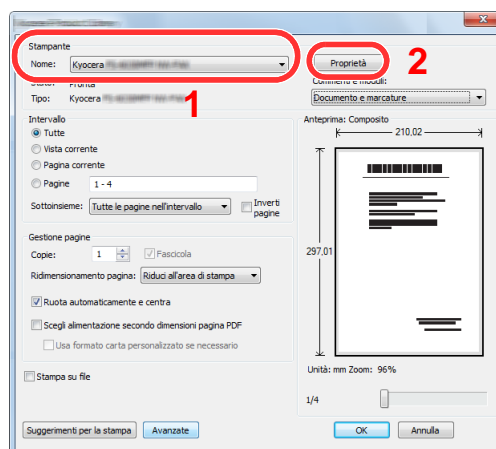 Stampante
Nome: Kyocera
Proprietà
2
Stato: Pronta
Commenti e moduli:
Tipo: Kyocera
1
Documento e marcature
Intervallo
Anteprima: Composito
Tutte
210,02
Vista corrente
Pagina corrente
Pagine 1 - 4
Sottoinsieme: Tutte le pagine nell'intervallo
Inverti
pagine
Gestione pagine
297,01
Copie: 1 Fascicola
Ridimensionamento pagina: Riduci all'area di stampa
Ruota automaticamente e centra
Scegli alimentazione secondo dimensioni pagina PDF
Usa formato carta personalizzato se necessario
Unità: mm Zoom: 96%
Stampa su file
1/4
Suggerimenti per la stampa Avanzate OK Annulla